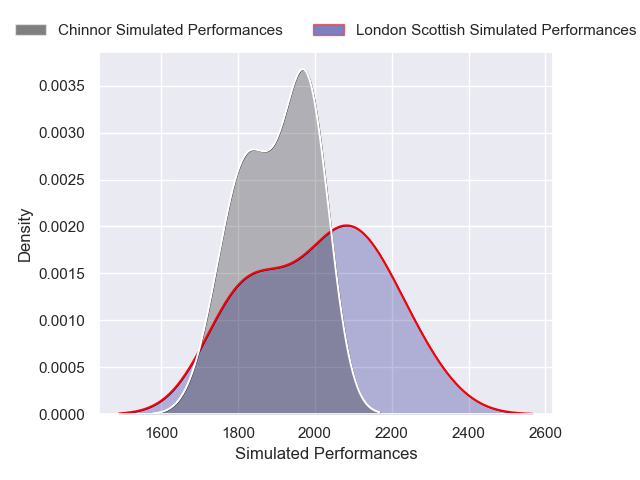 Chinnor Simulated Performances London Scottish Simulated Performances
0.0035
0.0030
0.0025
0.0020
0.0015
0.0010
0.0005
0.0000
Density
1600 1800 2000 2200 2400 2600
Simulated Performances